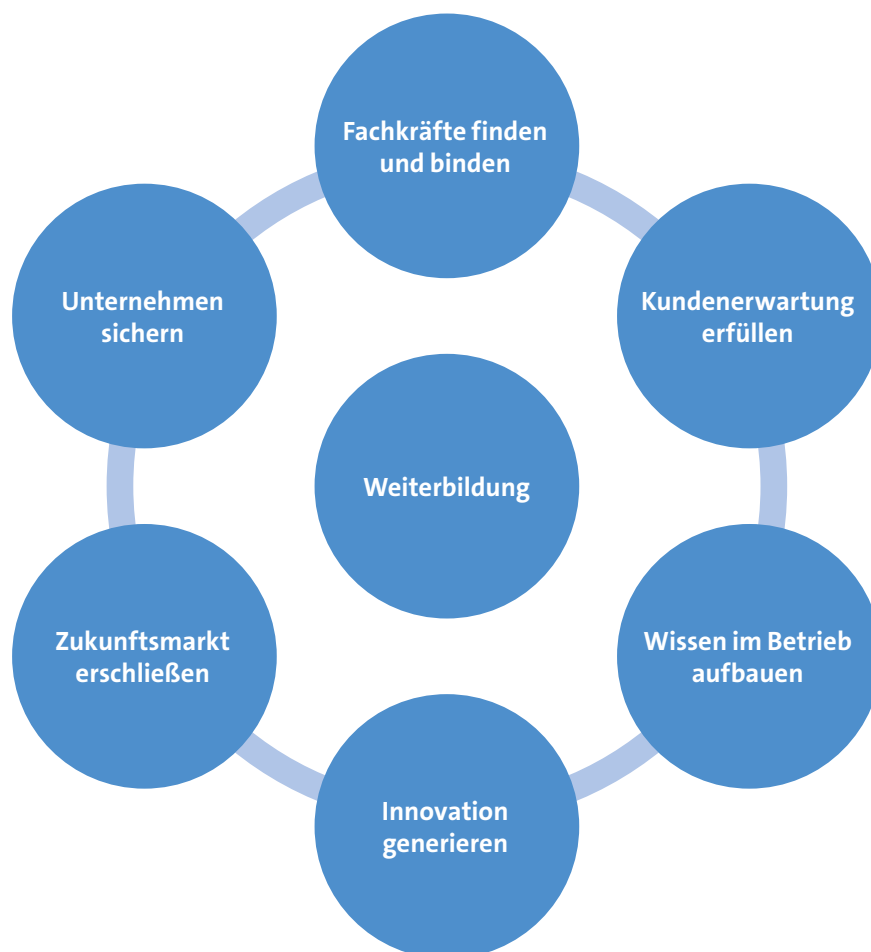 Fachkräfte finden
und binden
Unternehmen
sichern
Kundenerwartung
erfüllen
Weiterbildung
Zukunftsmarkt
erschließen
Wissen im Betrieb
aufbauen
Innovation
generieren